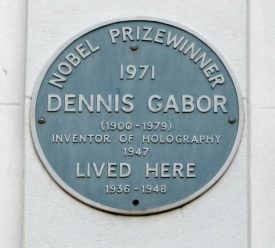 NOBEL PRIZEWINNER
1971
DENNIS GABOR
(1900-1979)
INVENTOR OF HOLOGRAPHY
1947
LIVED HERE
1936-1948